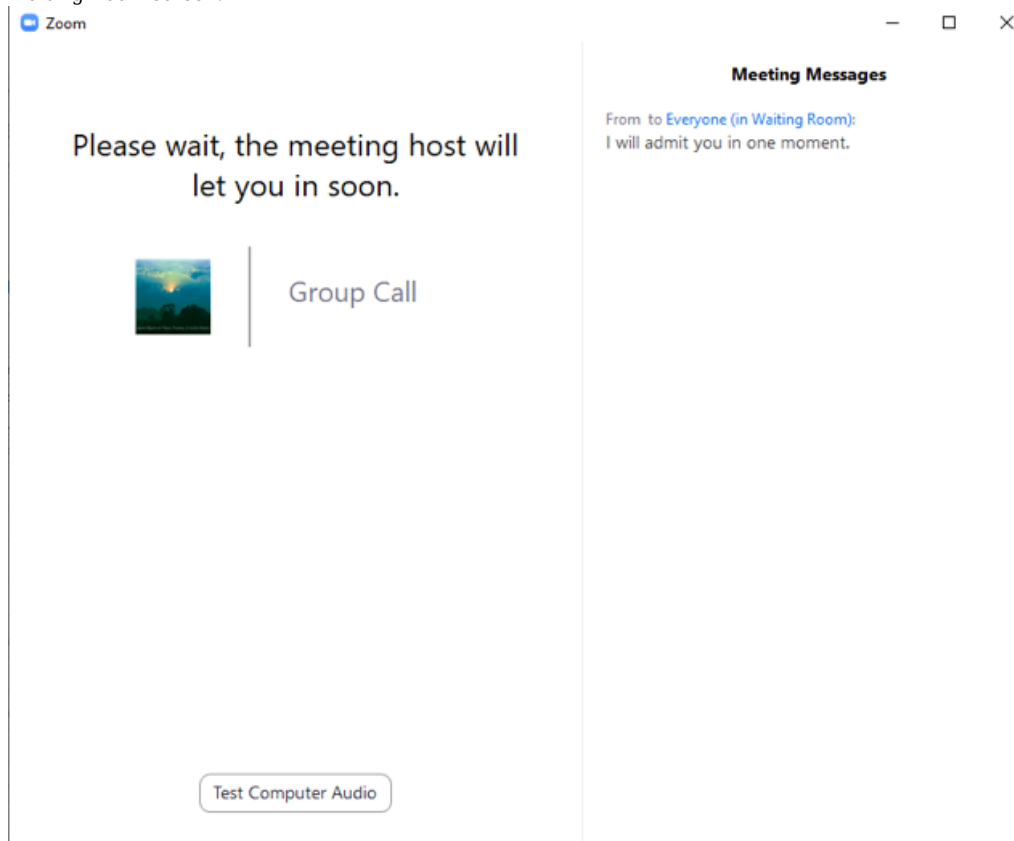 Zoom
Please wait, the meeting host will
let you in soon.
Group Call
Test Computer Audio
Meeting Messages
From to Everyone (in Waiting Room):
I will admit you in one moment.